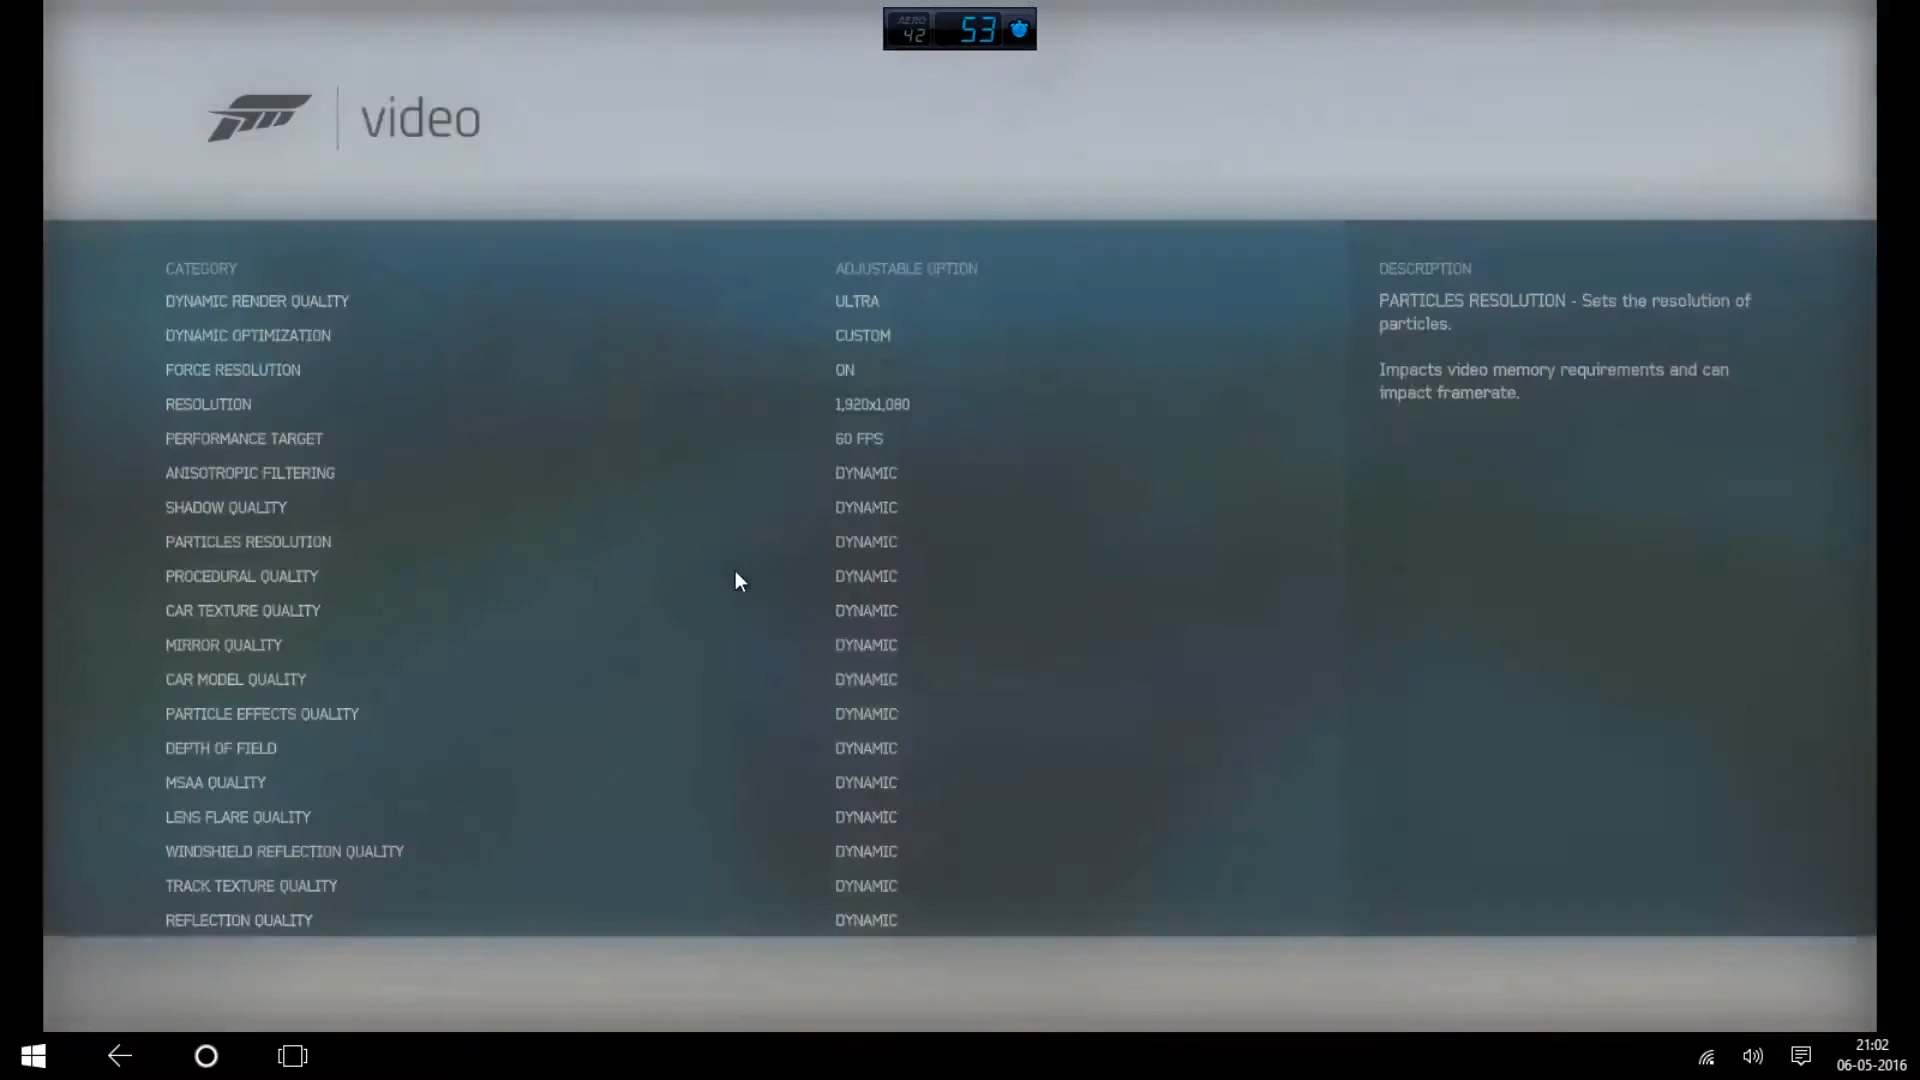 AERO
42
53
video
CATEGORY ADJUSTABLE OPTION DESCRIPTION
DYNAMIC RENDER QUALITY ULTRA
PARTICLES RESOLUTION - Sets the resolution of
particles.
DYNAMIC OPTIMIZATION CUSTOM
FORCE RESOLUTION ON
Impacts video memory requirements and can
impact framerate.
RESOLUTION 1,920x1,080
PERFORMANCE TARGET 60 FPS
ANISOTROPIC FILTERING DYNAMIC
SHADOW QUALITY DYNAMIC
PARTICLES RESOLUTION DYNAMIC
PROCEDURAL QUALITY DYNAMIC
CAR TEXTURE QUALITY DYNAMIC
MIRROR QUALITY DYNAMIC
CAR MODEL QUALITY DYNAMIC
PARTICLE EFFECTS QUALITY DYNAMIC
DEPTH OF FIELD DYNAMIC
MSAA QUALITY DYNAMIC
LENS FLARE QUALITY DYNAMIC
WINDSHIELD REFLECTION QUALITY DYNAMIC
TRACK TEXTURE QUALITY DYNAMIC
REFLECTION QUALITY DYNAMIC
21:02
06-05-2016